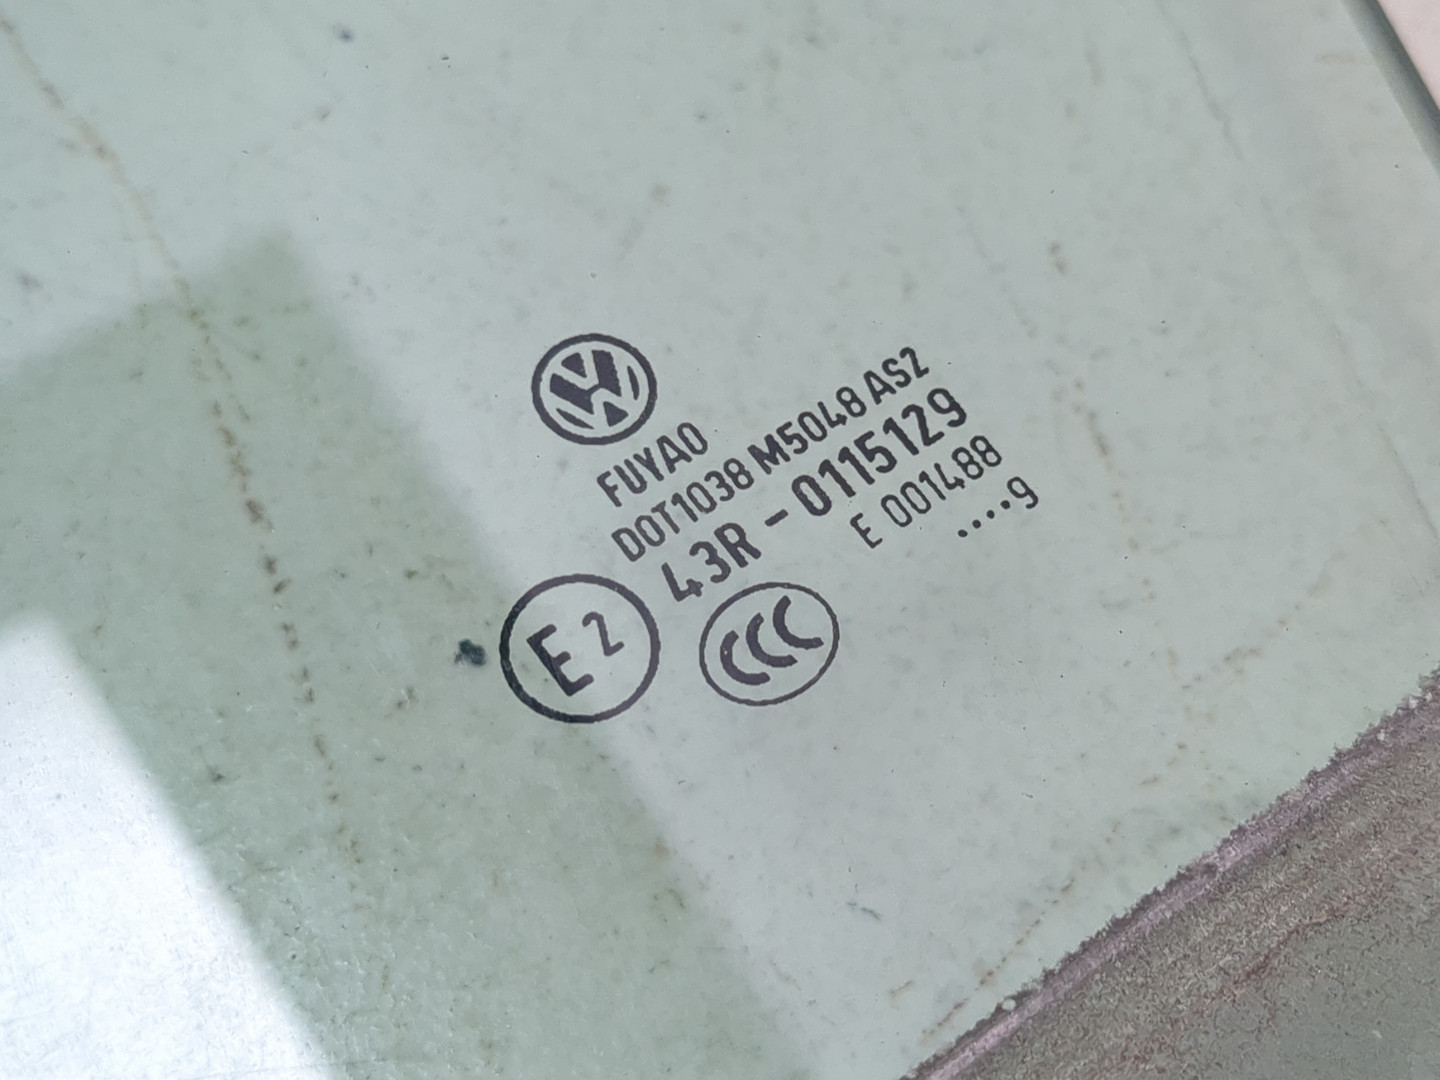 FUYAO
DOT1038 M5048 AS2
43R - 0115129
E 001488
....9
E2
CCC